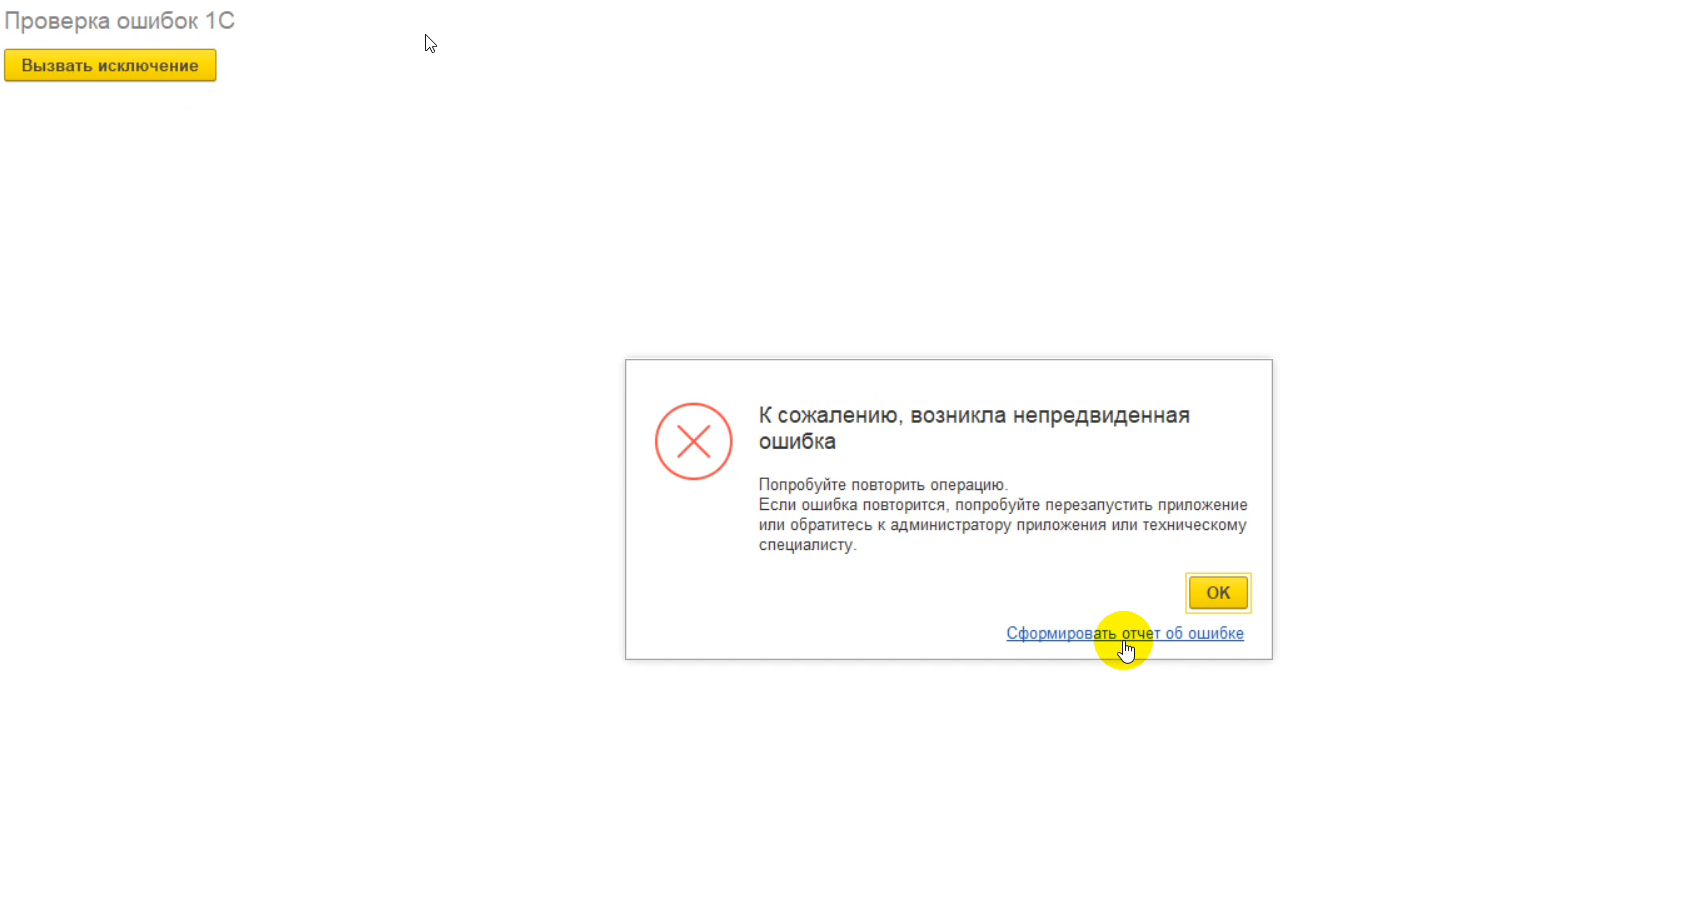 Проверка ошибок 1С
Вызвать исключение
К сожалению, возникла непредвиденная
ошибка
Попробуйте повторить операцию.
Если ошибка повторится, попробуйте перезапустить приложение
или обратитесь к администратору приложения или техническому
специалисту.
ОК
Сформировать отчет об ошибке